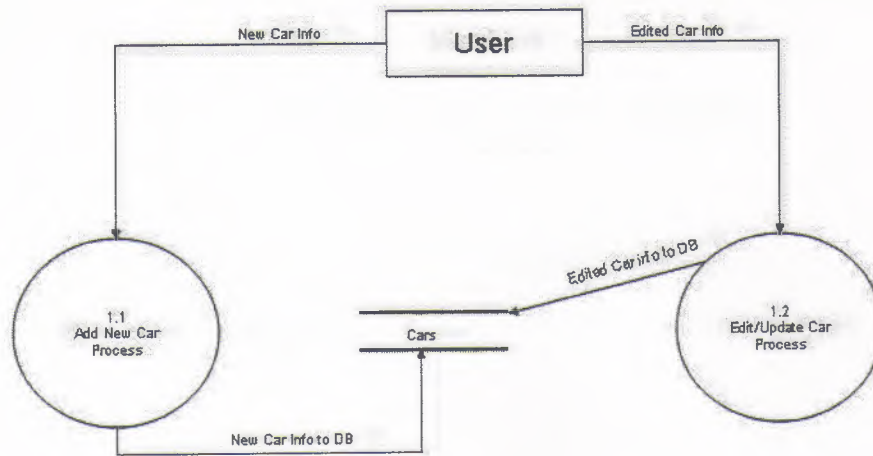 New Car Info
User
Edited Car Info
Edited Car info to DB
1.1
Add New Car
Process
Cars
1.2
Edit/Update Car
Process
New Car Info to DB